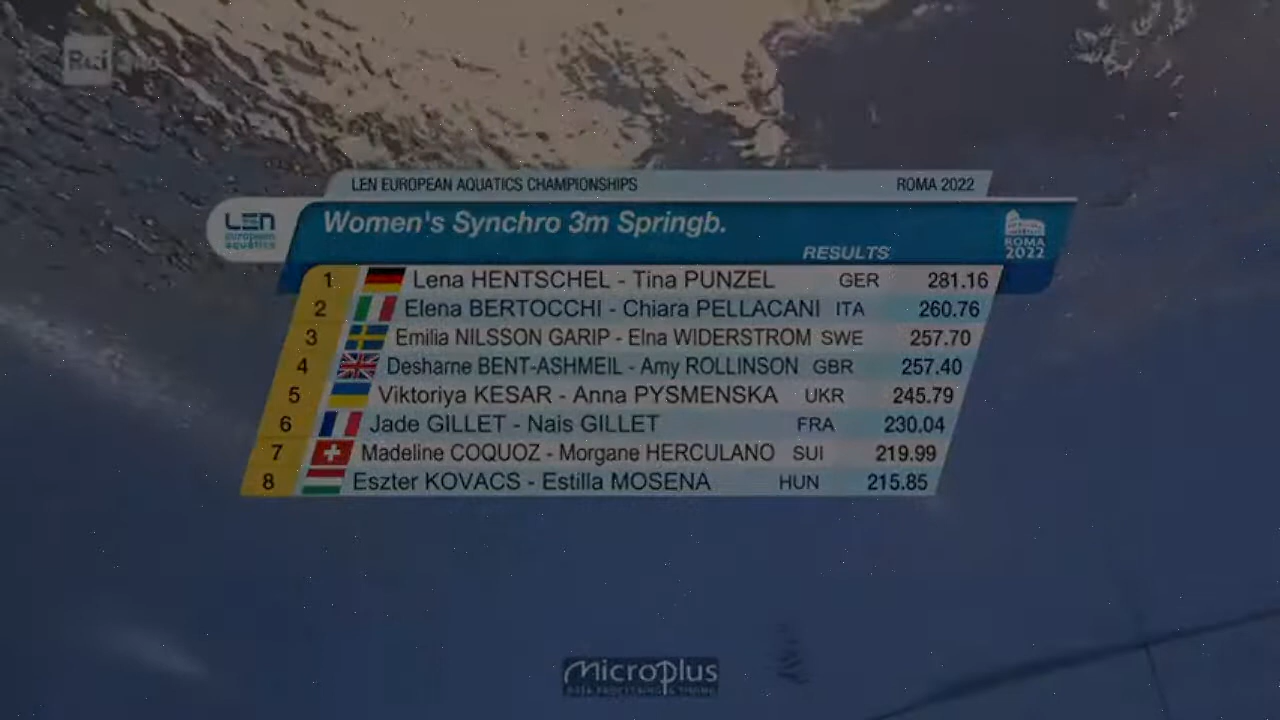 Rai
LEN EUROPEAN AQUATICS CHAMPIONSHIPS ROMA 2022
LEN
european
aquatics
Women's Synchro 3m Springb.
ROMA
2022
RESULTS
1 Lena HENTSCHEL - Tina PUNZEL GER 281.16
2 Elena BERTOCCHI - Chiara PELLACANI ITA 260.76
3 Emilia NILSSON GARIP - Elna WIDERSTROM SWE 257.70
4 Desharne BENT-ASHMEIL - Amy ROLLINSON GBR 257.40
5 Viktoriya KESAR - Anna PYSMENSKA UKR 245.79
6 Jade GILLET - Nais GILLET FRA 230.04
7 Madeline COQUOZ - Morgane HERCULANO SUI 219.99
8 Eszter KOVACS - Estilla MOSENA HUN 215.85
Microplus
DATA PROCESSING & TIMING